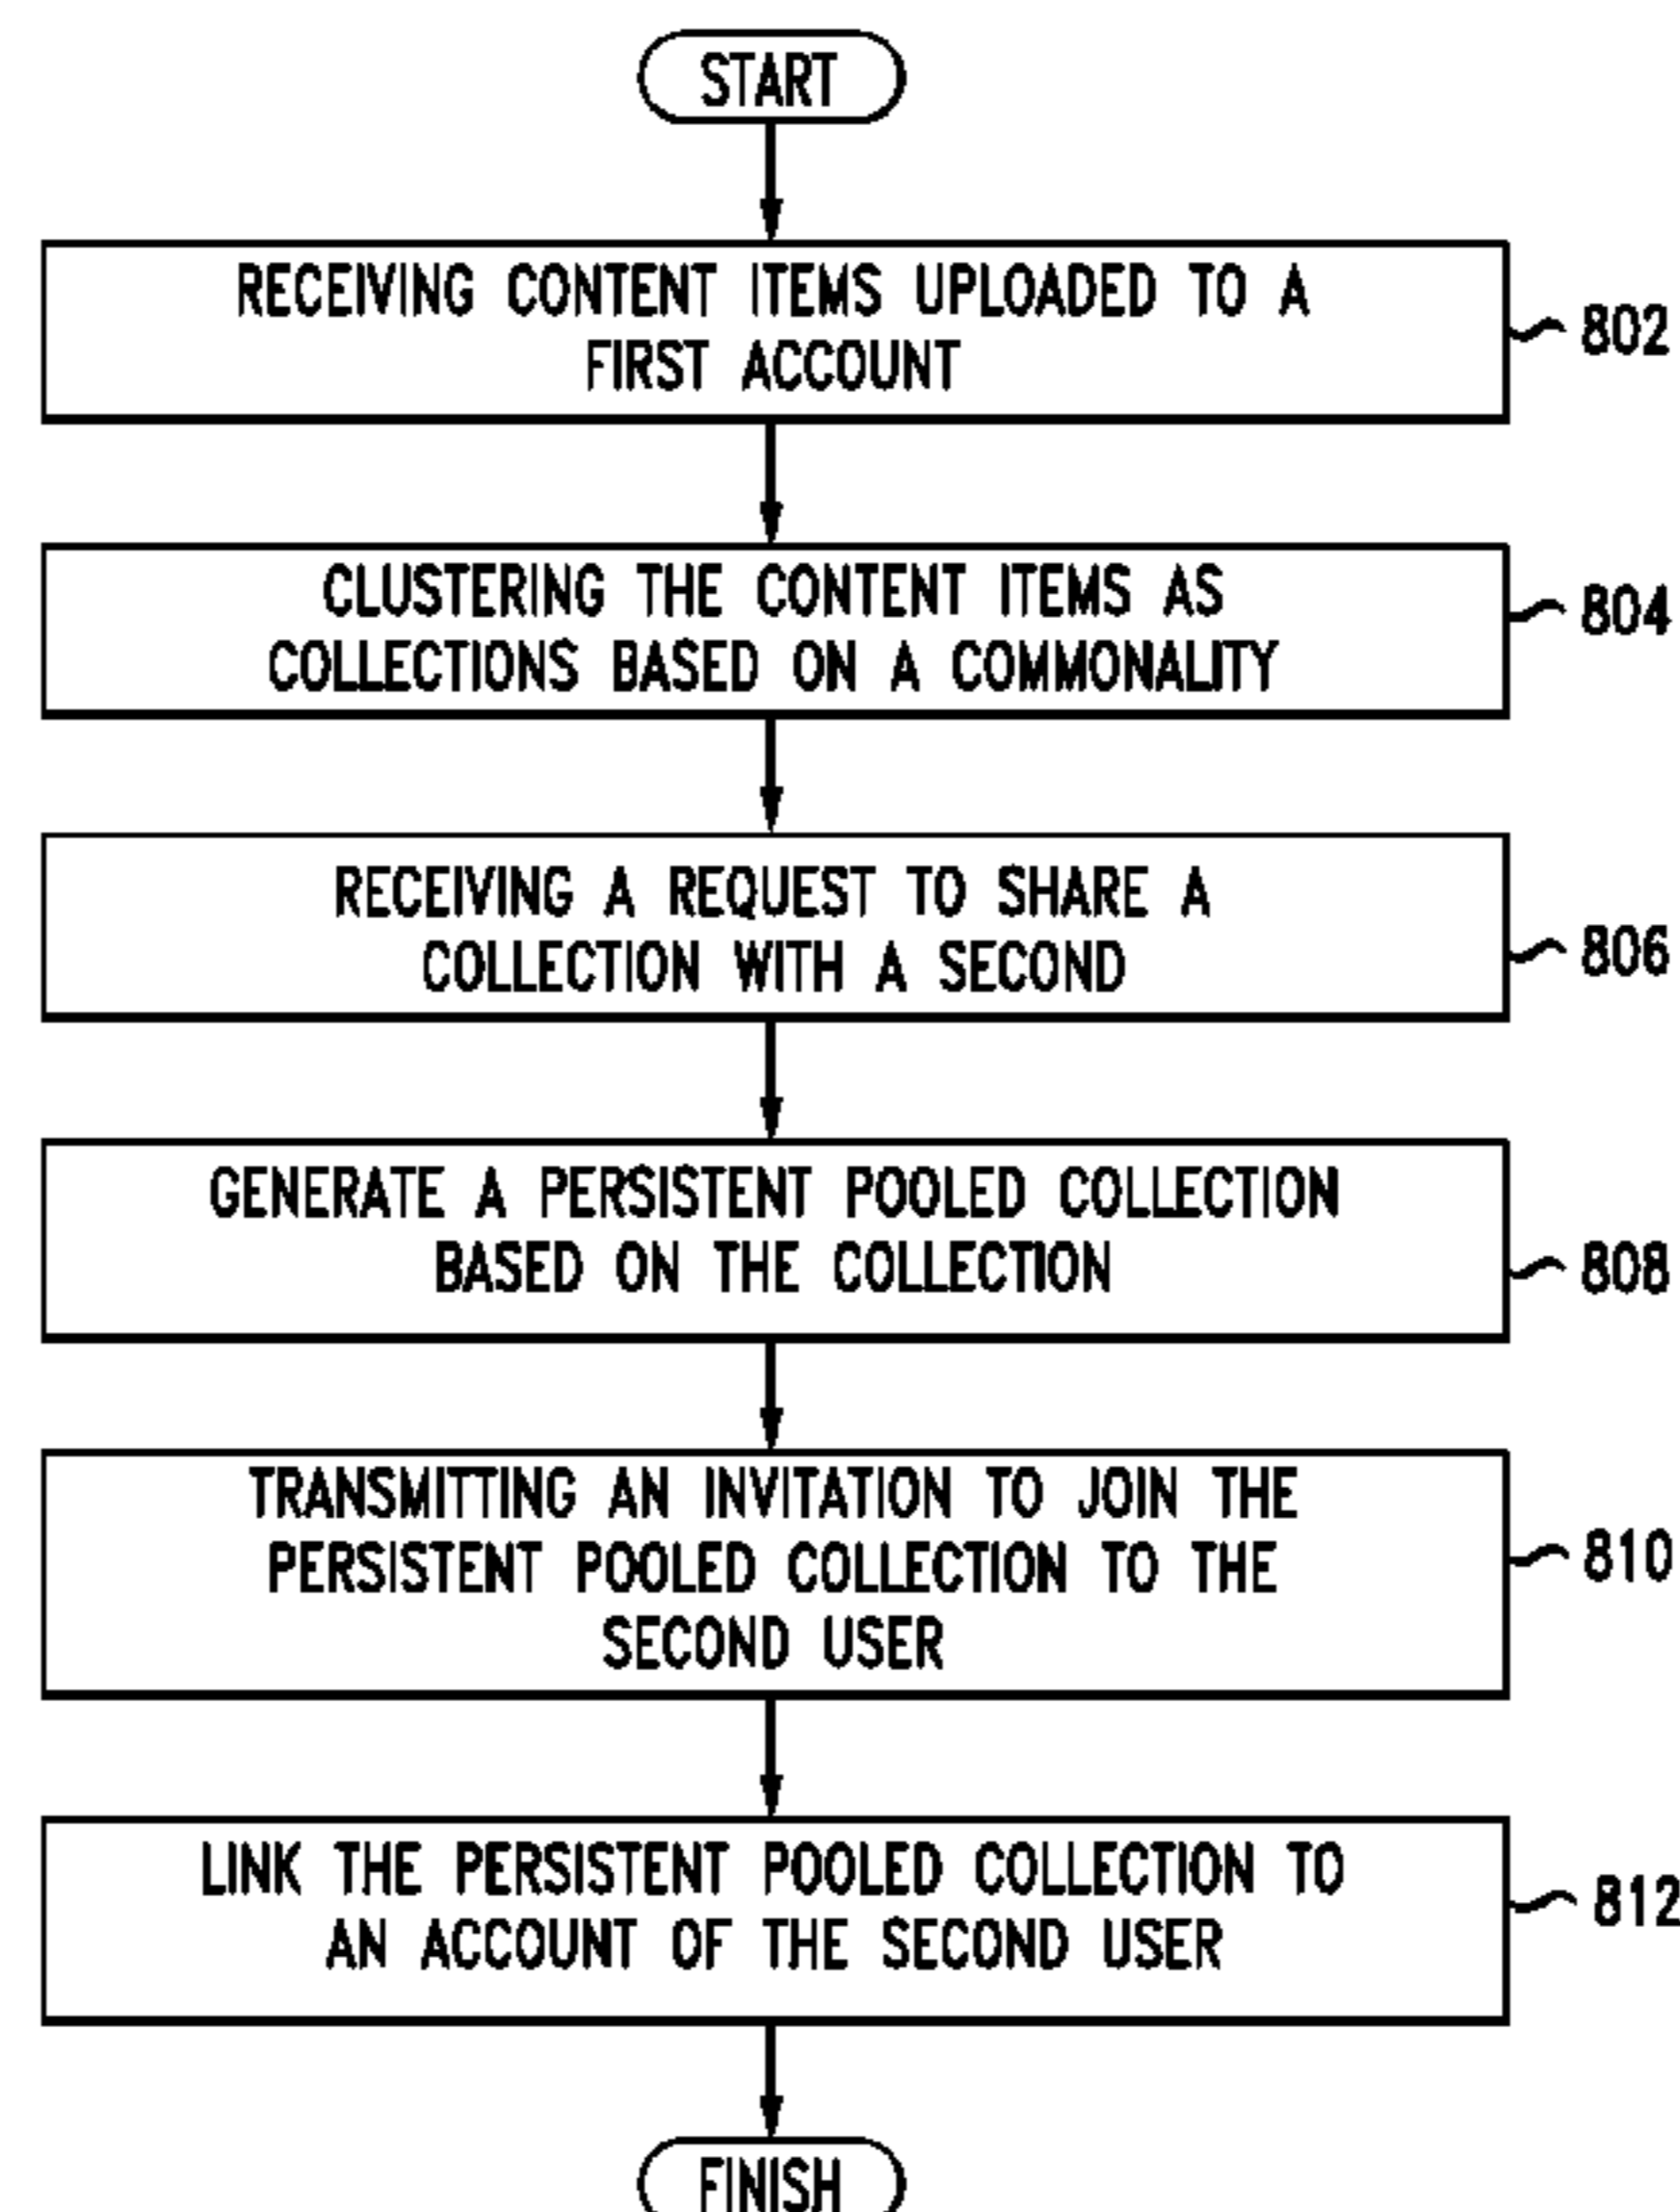 START
RECEIVING CONTENT ITEMS UPLOADED TO A
FIRST ACCOUNT
802
CLUSTERING THE CONTENT ITEMS AS
COLLECTIONS BASED ON A COMMONALITY
804
RECEIVING A REQUEST TO SHARE A
COLLECTION WITH A SECOND
806
GENERATE A PERSISTENT POOLED COLLECTION
BASED ON THE COLLECTION
808
TRANSMITTING AN INVITATION TO JOIN THE
PERSISTENT POOLED COLLECTION TO THE
SECOND USER
810
LINK THE PERSISTENT POOLED COLLECTION TO
AN ACCOUNT OF THE SECOND USER
812
FINISH